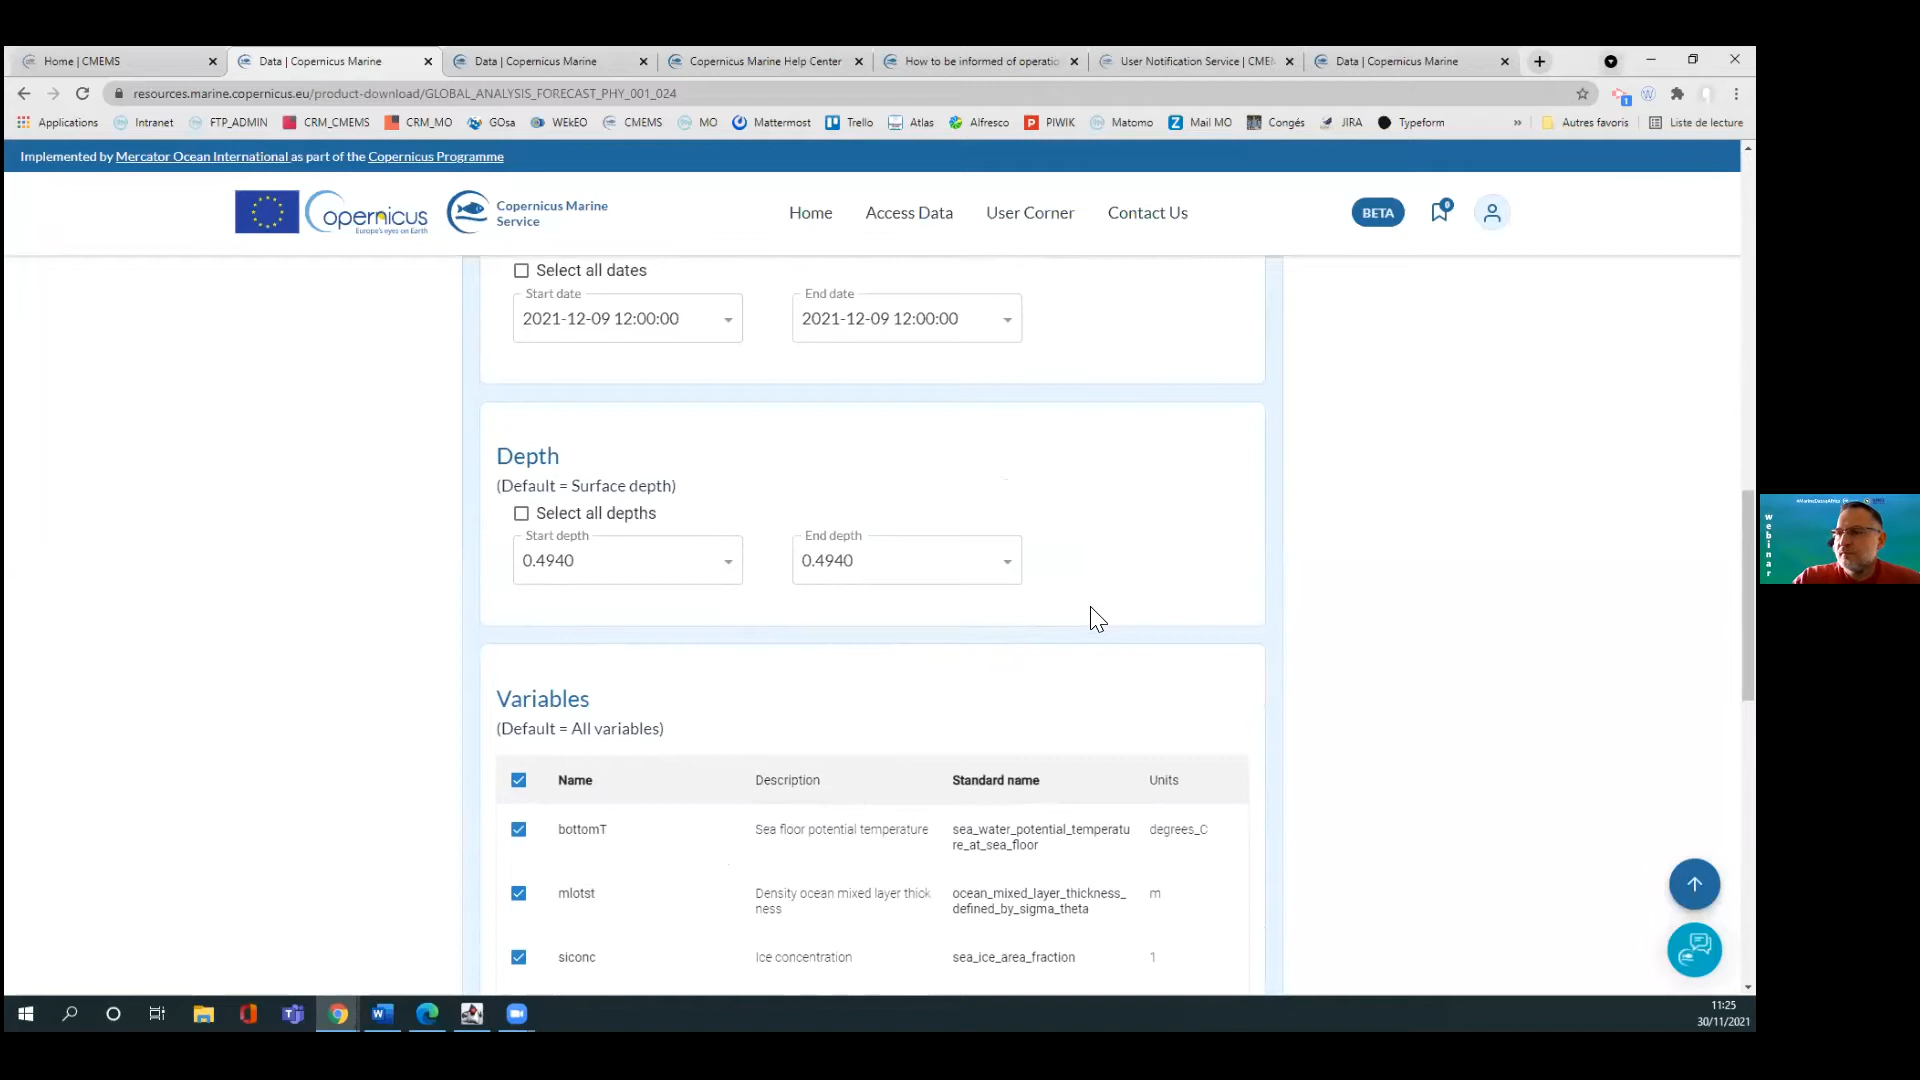 Home | CMEMS
Data | Copernicus Marine
Data | Copernicus Marine
Copernicus Marine Help Center
How to be informed of operatio
User Notification Service | CMEM
Data | Copernicus Marine
resources.marine.copernicus.eu/product-download/GLOBAL_ANALYSIS_FORECAST_PHY_001_024
Applications
Intranet
FTP_ADMIN
CRM_CMEMS
CRM_MO
GOsa
WEkEO
CMEMS
MO
Mattermost
Trello
Atlas
Alfresco
PIWIK
Matomo
Mail MO
Congés
JIRA
Typeform
»
Autres favoris
Liste de lecture
Implemented by Mercator Ocean International as part of the Copernicus Programme
opernicus
Europe's eyes on Earth
Copernicus Marine
Service
Home
Access Data
User Corner
Contact Us
BETA
0
Select all dates
Start date
End date
2021-12-09 12:00:00
2021-12-09 12:00:00
Depth
(Default = Surface depth)
Select all depths
Start depth
End depth
0.4940
0.4940
webinar
Variables
(Default = All variables)
Name
Description
Standard name
Units
bottomT
Sea floor potential temperature
sea_water_potential_temperatu
re_at_sea_floor
degrees_C
mlotst
Density ocean mixed layer thick
ness
ocean_mixed_layer_thickness_
defined_by_sigma_theta
m
siconc
Ice concentration
sea_ice_area_fraction
1
11:25
30/11/2021